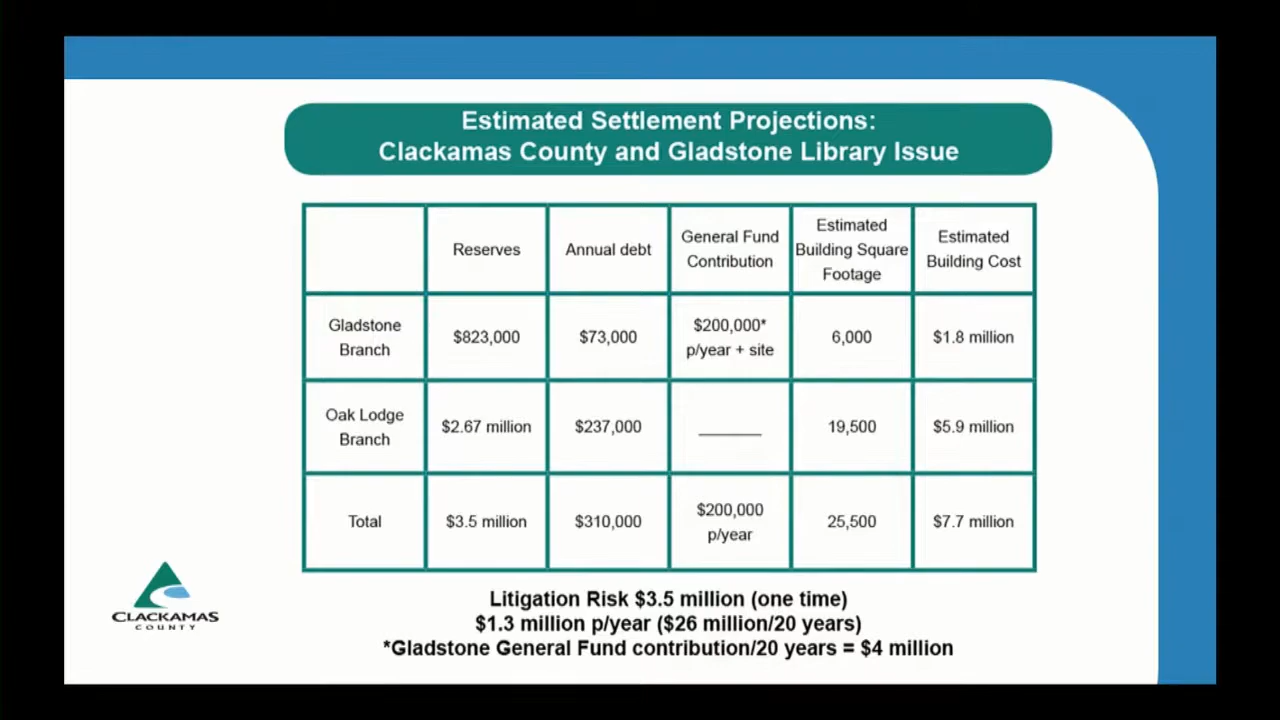 Estimated Settlement Projections:
Clackamas County and Gladstone Library Issue
Reserves
Annual debt
General Fund
Contribution
Estimated
Building Square
Footage
Estimated
Building Cost
Gladstone
Branch
$823,000
$73,000
$200,000*
p/year + site
6,000
$1.8 million
Oak Lodge
Branch
$2.67 million
$237,000
______
19,500
$5.9 million
Total
$3.5 million
$310,000
$200,000
p/year
25,500
$7.7 million
Litigation Risk $3.5 million (one time)
$1.3 million p/year ($26 million/20 years)
*Gladstone General Fund contribution/20 years = $4 million
CLACKAMAS
COUNTY